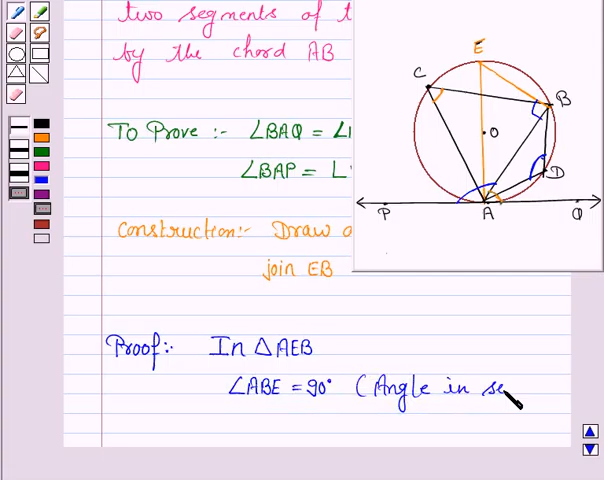 two segments of
by the chord AB
To Prove :- ∠BAQ = ∠
∠BAP = ∠
Construction:- Draw
join EB
Proof:- In △AEB
∠ABE = 90° (Angle in se
E
C
B
O
D
P
A
Q